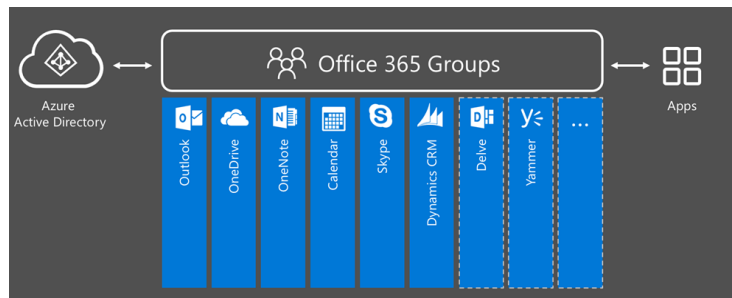 Office 365 Groups
Azure
Active Directory
Apps
Outlook
OneDrive
OneNote
Calendar
Skype
Dynamics CRM
Delve
Yammer
...